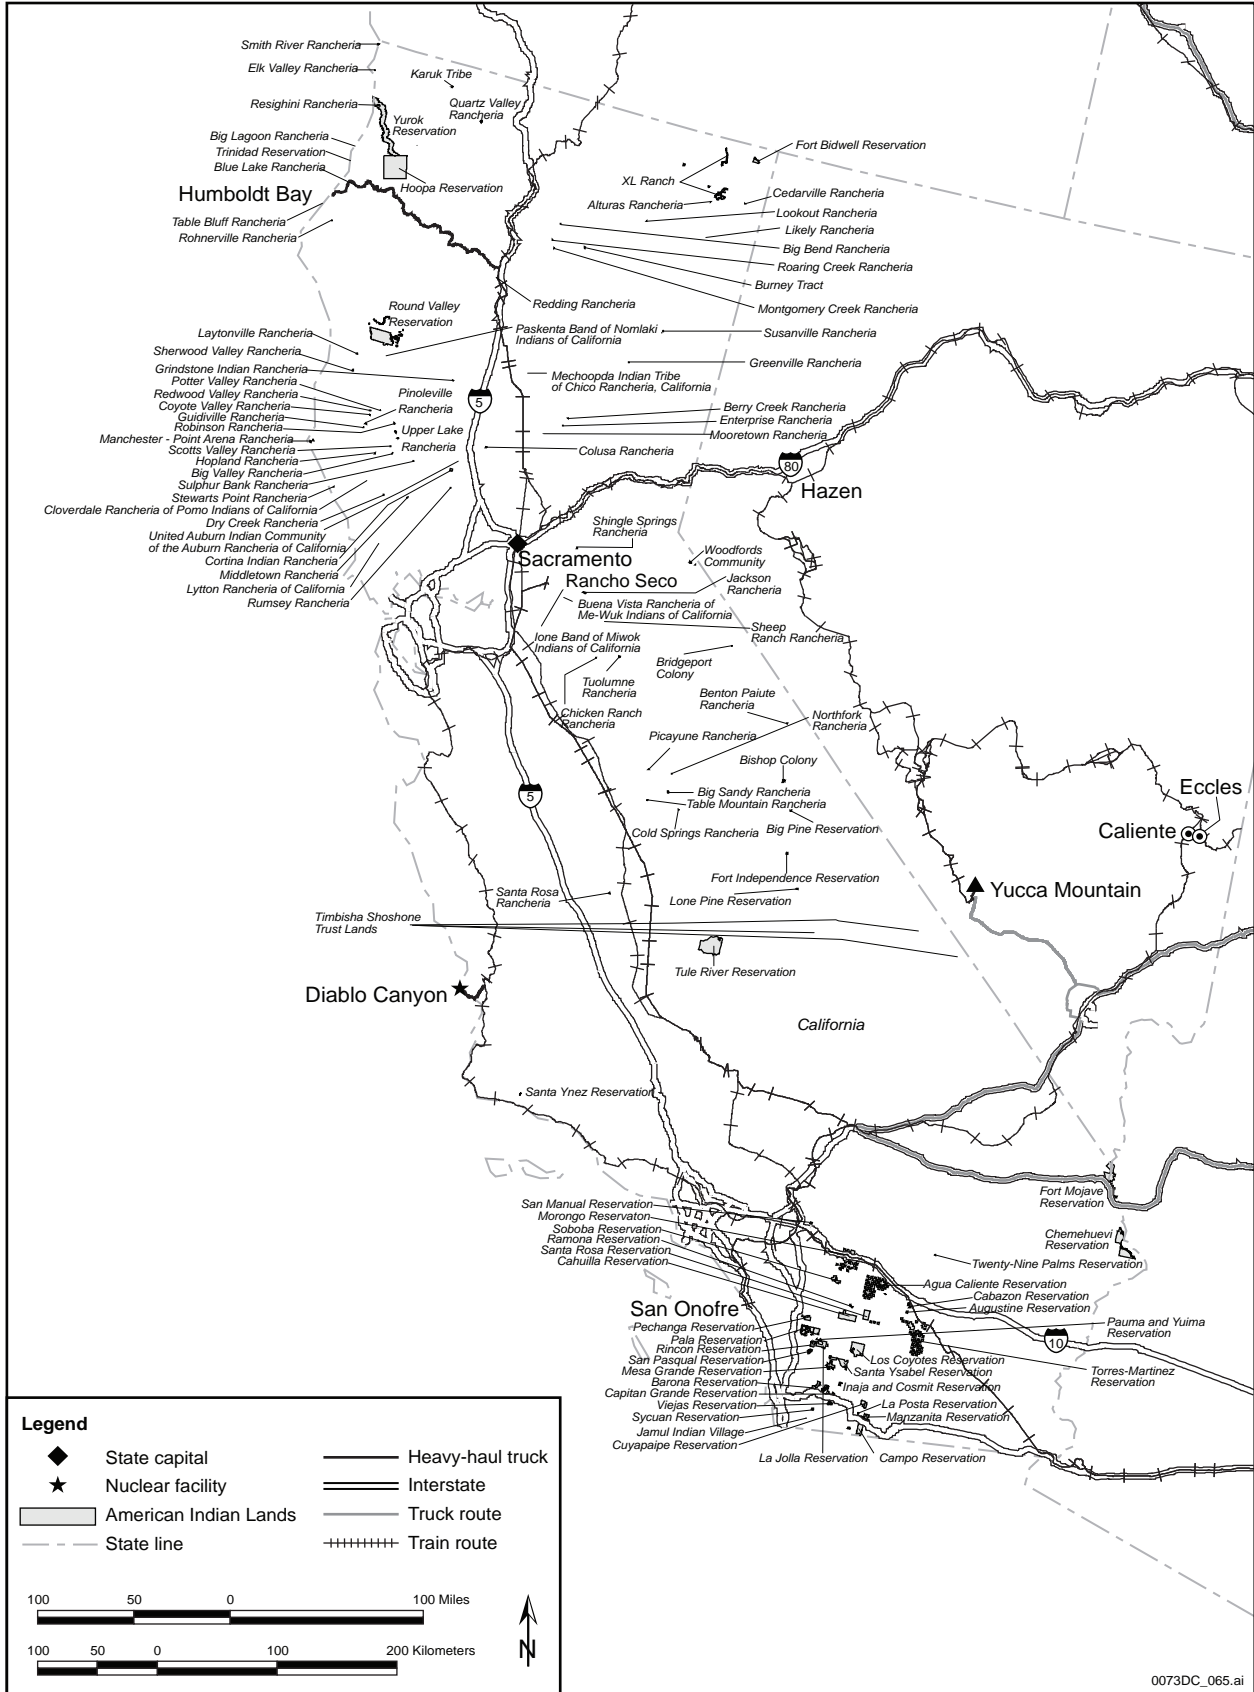 Smith River Rancheria
Elk Valley Rancheria
Karuk Tribe
Resighini Rancheria
Quartz Valley
Rancheria
Yurok
Reservation
Big Lagoon Rancheria
Trinidad Reservation
Blue Lake Rancheria
Hoopa Reservation
Humboldt Bay
Table Bluff Rancheria
Rohnerville Rancheria
Fort Bidwell Reservation
XL Ranch
Cedarville Rancheria
Alturas Rancheria
Lookout Rancheria
Likely Rancheria
Big Bend Rancheria
Roaring Creek Rancheria
Burney Tract
Montgomery Creek Rancheria
Redding Rancheria
Round Valley
Reservation
Paskenta Band of Nomlaki
Indians of California
Susanville Rancheria
Greenville Rancheria
Mechoopda Indian Tribe
of Chico Rancheria, California
Laytonville Rancheria
Sherwood Valley Rancheria
Grindstone Indian Rancheria
Potter Valley Rancheria
Redwood Valley Rancheria
Coyote Valley Rancheria
Guidiville Rancheria
Robinson Rancheria
Manchester - Point Arena Rancheria
Scotts Valley Rancheria
Hopland Rancheria
Big Valley Rancheria
Sulphur Bank Rancheria
Stewarts Point Rancheria
Cloverdale Rancheria of Pomo Indians of California
Dry Creek Rancheria
United Auburn Indian Community
of the Auburn Rancheria of California
Cortina Indian Rancheria
Middletown Rancheria
Lytton Rancheria of California
Rumsey Rancheria
Pinoleville
Rancheria
Upper Lake
Rancheria
5
Berry Creek Rancheria
Enterprise Rancheria
Mooretown Rancheria
Colusa Rancheria
80
Hazen
Shingle Springs
Rancheria
Sacramento
Woodfords
Community
Rancho Seco
Jackson
Rancheria
Buena Vista Rancheria of
Me-Wuk Indians of California
Sheep
Ranch Rancheria
Ione Band of Miwok
Indians of California
Bridgeport
Colony
Tuolumne
Rancheria
Benton Paiute
Rancheria
Chicken Ranch
Rancheria
Northfork
Rancheria
Picayune Rancheria
Bishop Colony
5
Big Sandy Rancheria
Table Mountain Rancheria
Cold Springs Rancheria
Big Pine Reservation
Eccles
Caliente
Fort Independence Reservation
Lone Pine Reservation
Yucca Mountain
Santa Rosa
Rancheria
Timbisha Shoshone
Trust Lands
Tule River Reservation
Diablo Canyon
California
Santa Ynez Reservation
Fort Mojave
Reservation
Chemehuevi
Reservation
San Manual Reservation
Morongo Reservation
Soboba Reservation
Ramona Reservation
Santa Rosa Reservation
Cahuilla Reservation
Twenty-Nine Palms Reservation
Agua Caliente Reservation
Cabazon Reservation
Augustine Reservation
San Onofre
Pechanga Reservation
Pala Reservation
Rincon Reservation
San Pasqual Reservation
Mesa Grande Reservation
Barona Reservation
Capitan Grande Reservation
Viejas Reservation
Sycuan Reservation
Jamul Indian Village
Cuyapaipe Reservation
Pauma and Yuima
Reservation
10
Los Coyotes Reservation
Santa Ysabel Reservation
Torres-Martinez
Reservation
Inaja and Cosmit Reservation
La Posta Reservation
Manzanita Reservation
La Jolla Reservation
Campo Reservation
Legend
State capital
Nuclear facility
American Indian Lands
State line
Heavy-haul truck
Interstate
Truck route
Train route
100 50 0 100 Miles
100 50 0 100 200 Kilometers
N
0073DC_065.ai